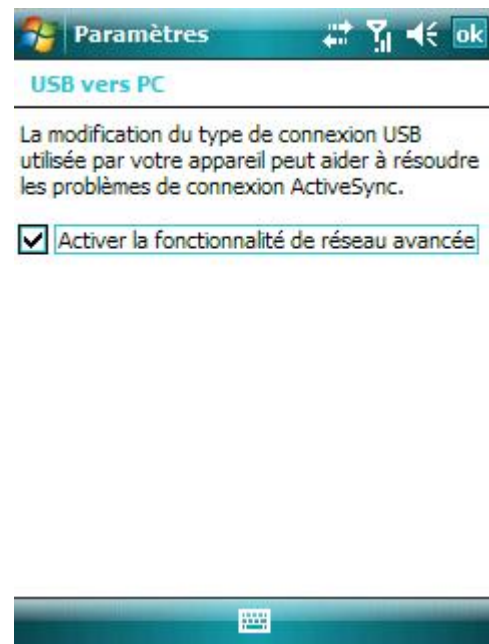 Paramètres
ok
USB vers PC
La modification du type de connexion USB
utilisée par votre appareil peut aider à résoudre
les problèmes de connexion ActiveSync.
Activer la fonctionnalité de réseau avancée